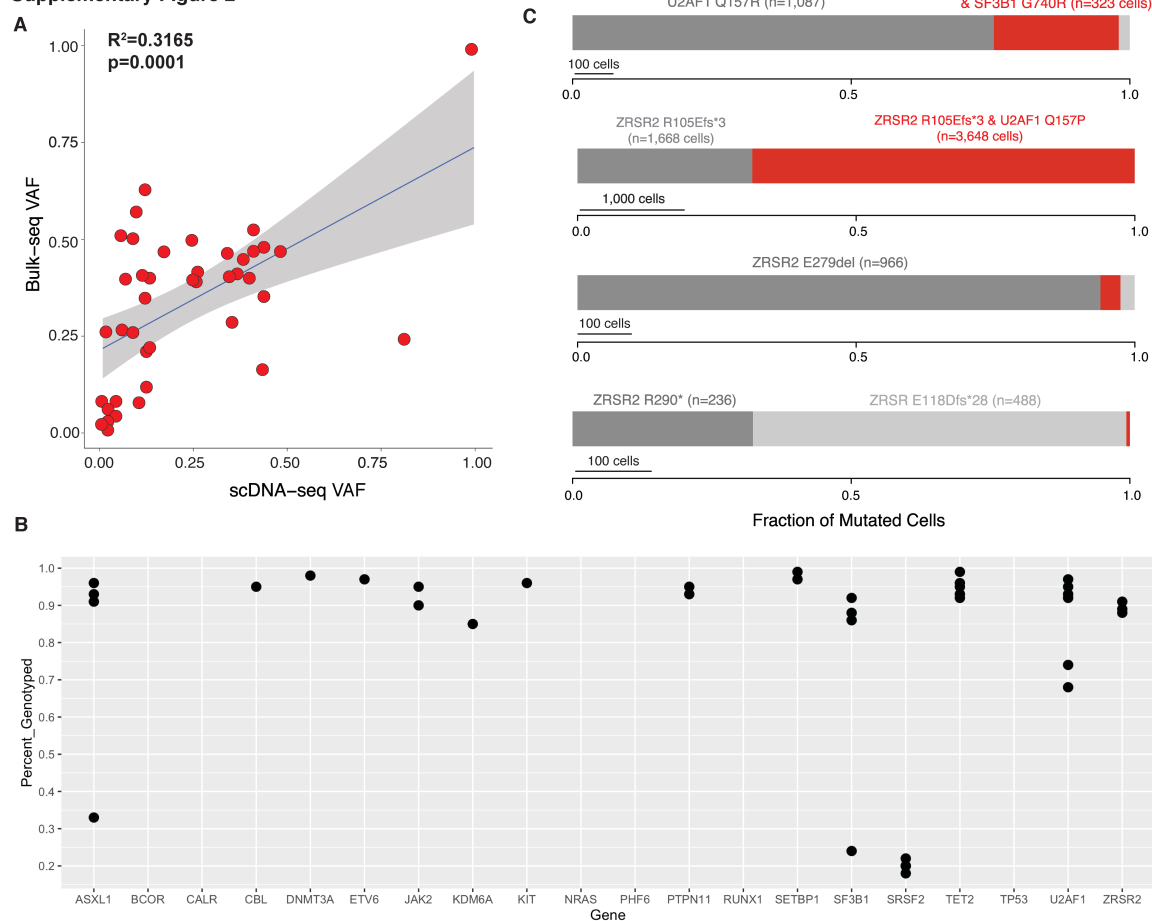 A
R²=0.3165
p=0.0001
1.00
0.75
0.50
0.25
0.00
Bulk−seq VAF
0.00 0.25 0.50 0.75 1.00
scDNA−seq VAF
C
U2AF1 Q157R (n=1,087)
& SF3B1 G740R (n=323 cells)
100 cells
0.0 0.5 1.0
ZRSR2 R105Efs*3
(n=1,668 cells)
ZRSR2 R105Efs*3 & U2AF1 Q157P
(n=3,648 cells)
1,000 cells
0.0 0.5 1.0
ZRSR2 E279del (n=966)
100 cells
0.0 0.5 1.0
ZRSR2 R290* (n=236)
ZRSR E118Dfs*28 (n=488)
100 cells
0.0 0.5 1.0
Fraction of Mutated Cells
B
1.0
0.9
0.8
0.7
0.6
0.5
0.4
0.3
0.2
Percent_Genotyped
ASXL1 BCOR CALR CBL DNMT3A ETV6 JAK2 KDM6A KIT NRAS PHF6 PTPN11 RUNX1 SETBP1 SF3B1 SRSF2 TET2 TP53 U2AF1 ZRSR2
Gene